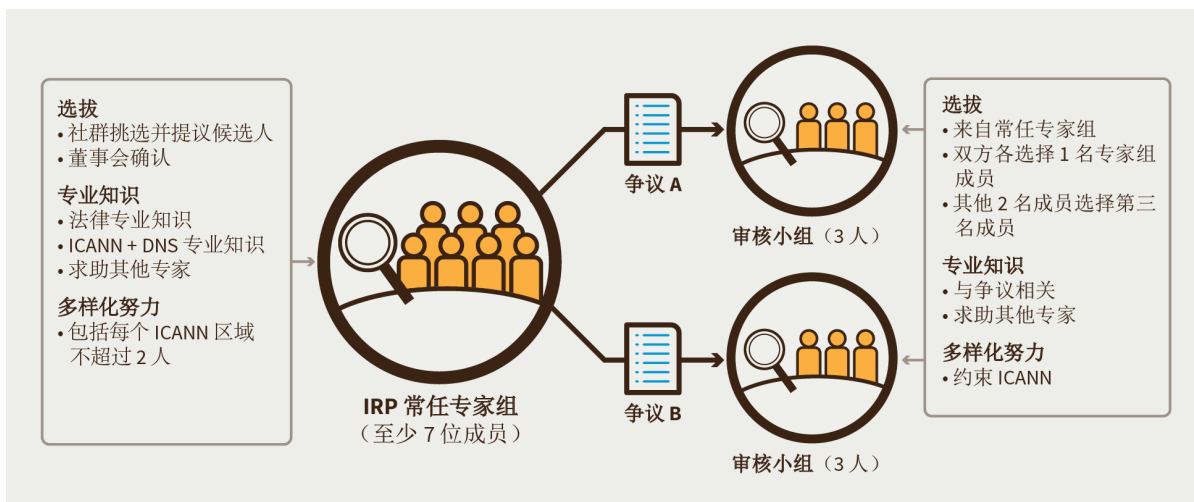 选拔
• 社群挑选并提议候选人
• 董事会确认
专业知识
• 法律专业知识
• ICANN + DNS 专业知识
• 求助其他专家
多样化努力
• 包括每个 ICANN 区域
不超过 2 人
IRP 常任专家组
（至少 7 位成员）
争议 A
审核小组（3 人）
争议 B
审核小组（3 人）
选拔
• 来自常任专家组
• 双方各选择 1 名专家组
成员
• 其他 2 名成员选择第三
名成员
专业知识
• 与争议相关
• 求助其他专家
多样化努力
• 约束 ICANN